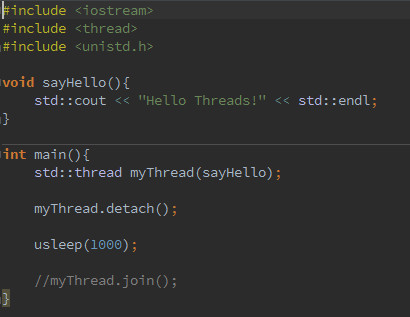 #include <iostream>
#include <thread>
#include <unistd.h>
void sayHello(){
    std::cout << "Hello Threads!" << std::endl;
}
int main(){
    std::thread myThread(sayHello);
    myThread.detach();
    usleep(1000);
    //myThread.join();
}